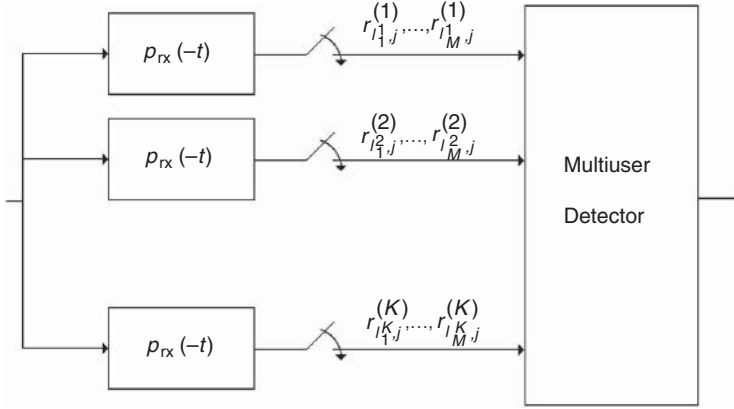 p_rx (–t)
r^(1)_{l^1_1,j},...,r^(1)_{l^1_M,j}
p_rx (–t)
r^(2)_{l^2_1,j},...,r^(2)_{l^2_M,j}
Multiuser
Detector
p_rx (–t)
r^(K)_{l^K_1,j},...,r^(K)_{l^K_M,j}